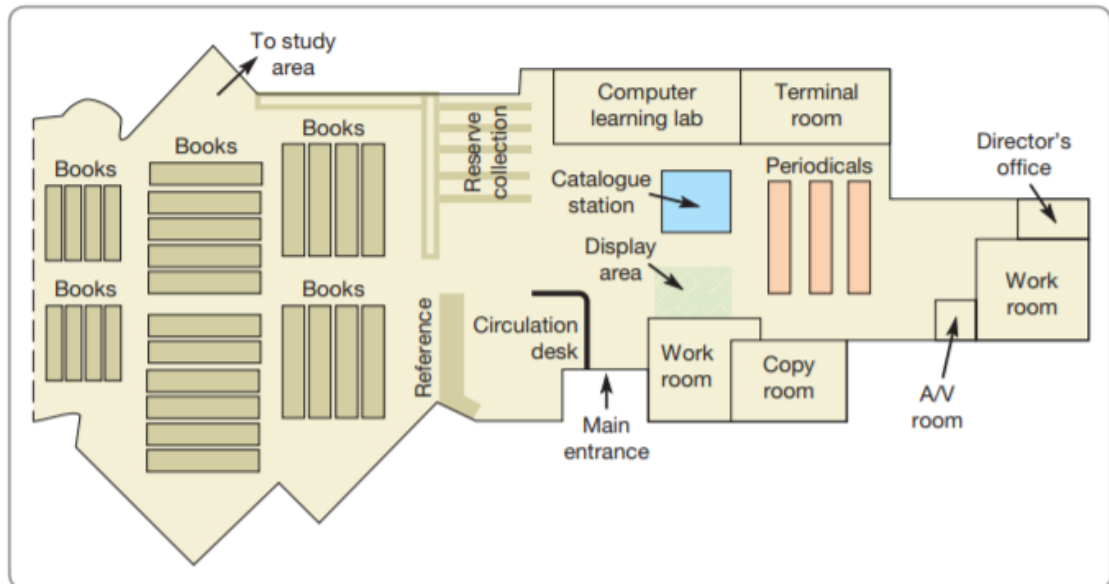 To study
area
Books
Books
Books
Books
Books
Reserve
collection
Reference
Computer
learning lab
Terminal
room
Director's
office
Catalogue
station
Periodicals
Display
area
Work
room
Circulation
desk
Work
room
Copy
room
A/V
room
Main
entrance